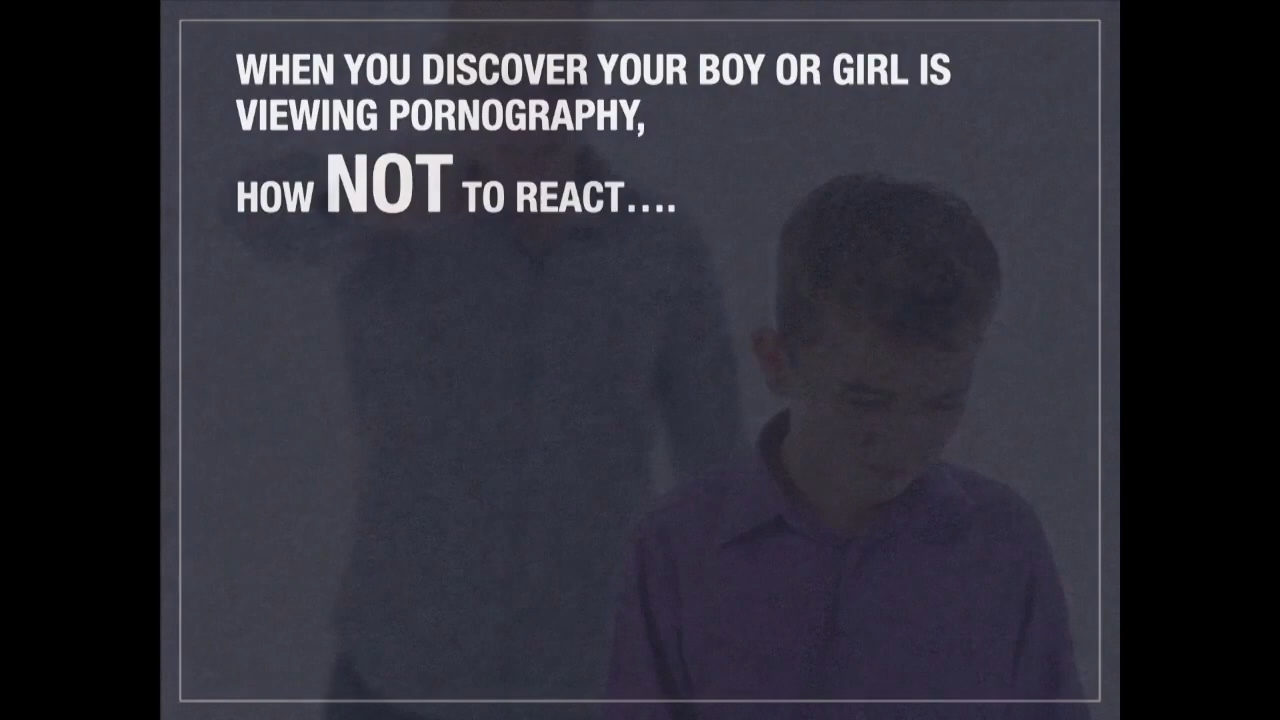 WHEN YOU DISCOVER YOUR BOY OR GIRL IS
VIEWING PORNOGRAPHY,
HOW NOT TO REACT....